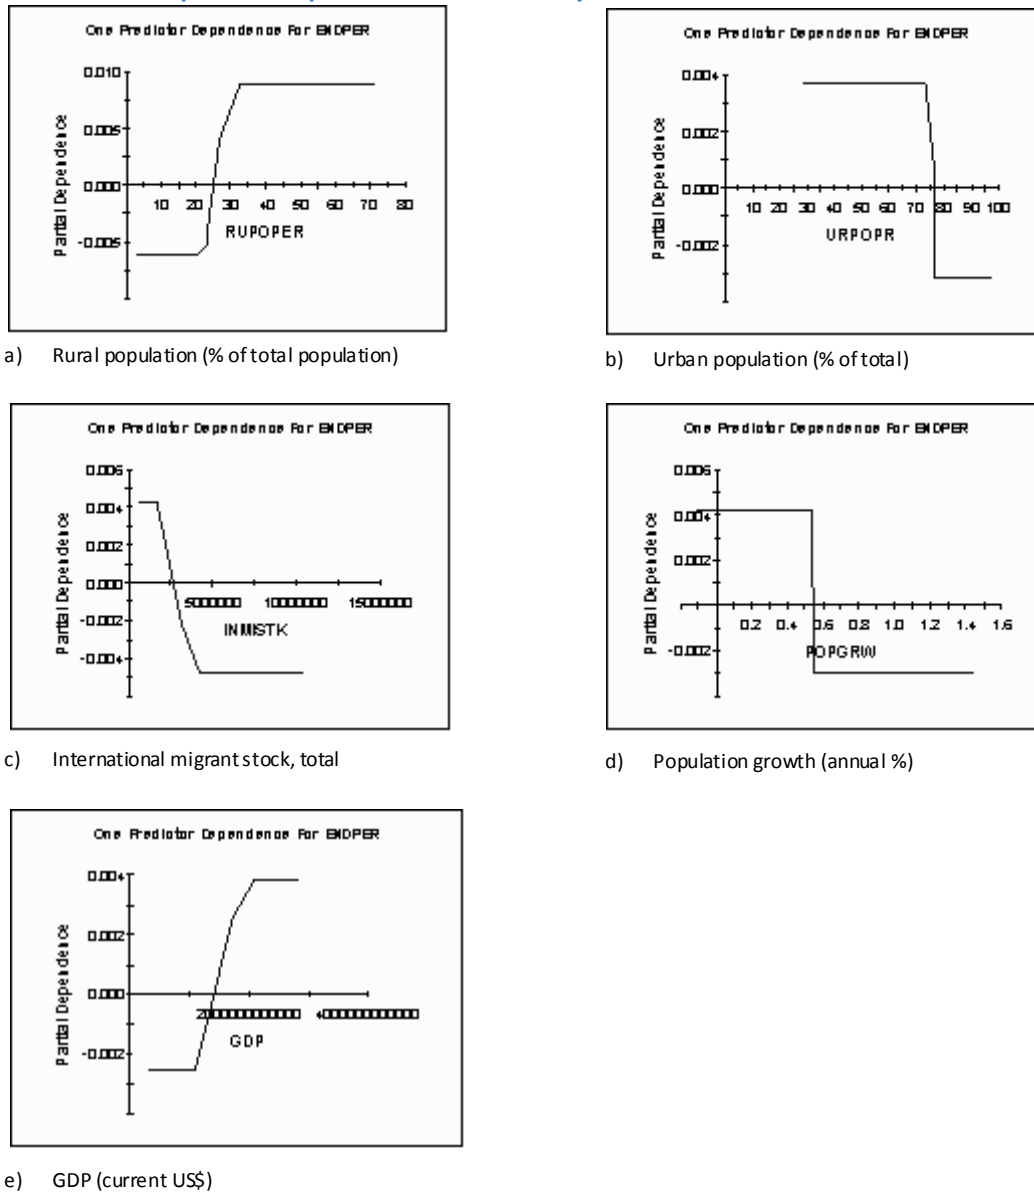 One Predictor Dependence For ENDPER
0.010
0.005
0.000
-0.005
10 20 30 40 50 60 70 80
RUPOPER
Partial Dependence
a) Rural population (% of total population)
One Predictor Dependence For ENDPER
0.004
0.002
0.000
-0.002
10 20 30 40 50 60 70 80 90 100
URPOPR
Partial Dependence
b) Urban population (% of total)
One Predictor Dependence For ENDPER
0.006
0.004
0.002
0.000
-0.002
-0.004
5000000 10000000 15000000
INMISTK
Partial Dependence
c) International migrant stock, total
One Predictor Dependence For ENDPER
0.006
0.004
0.002
-0.002
0.2 0.4 0.6 0.8 1.0 1.2 1.4 1.6
POPGRW
Partial Dependence
d) Population growth (annual %)
One Predictor Dependence For ENDPER
0.004
0.002
0.000
-0.002
GDP
Partial Dependence
e) GDP (current US$)